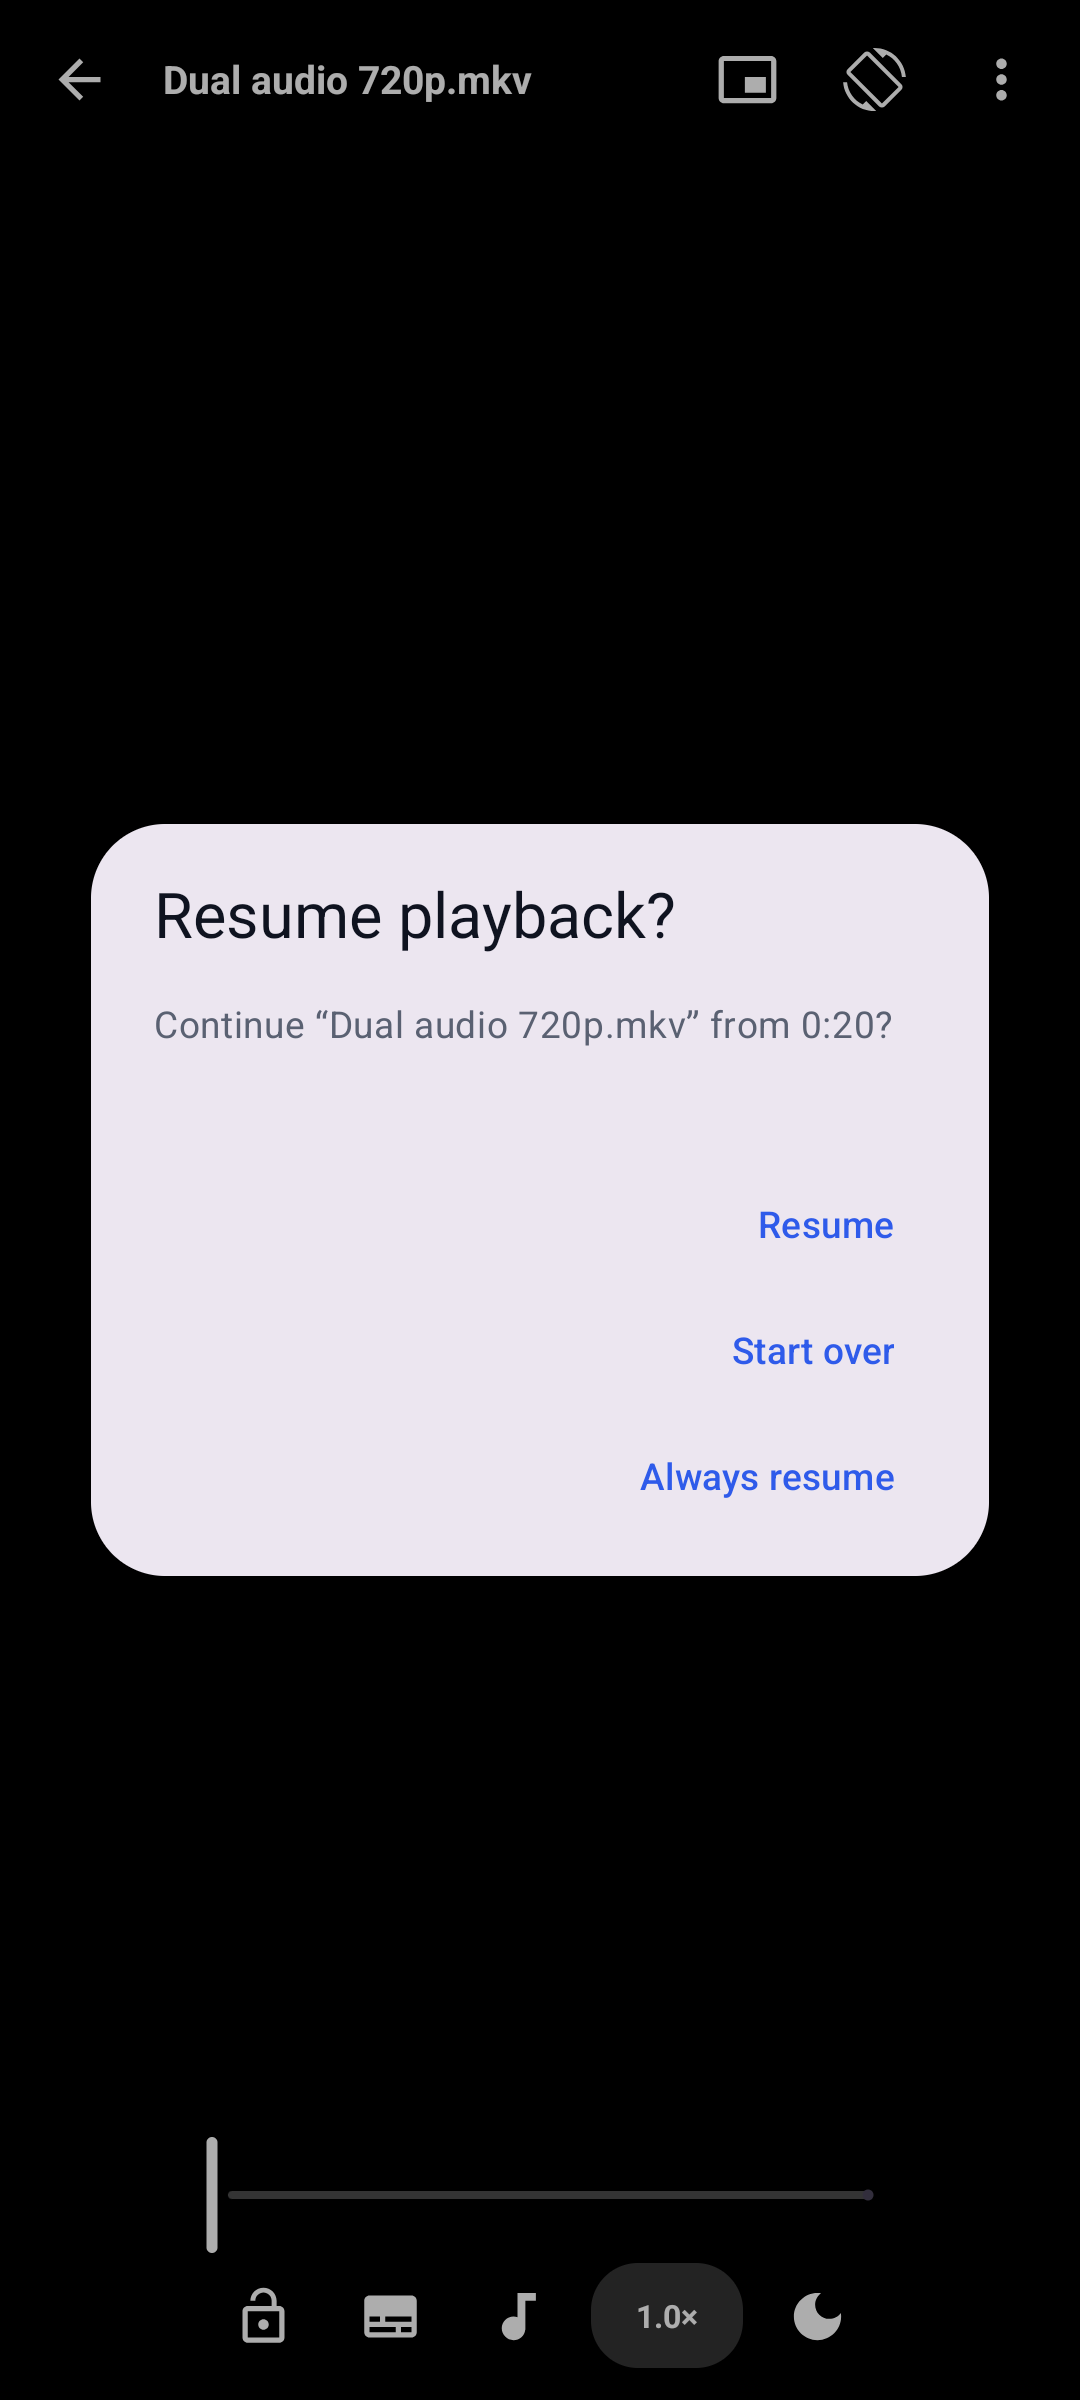 Dual audio 720p.mkv
Resume playback?
Continue “Dual audio 720p.mkv” from 0:20?
Resume
Start over
Always resume
1.0×